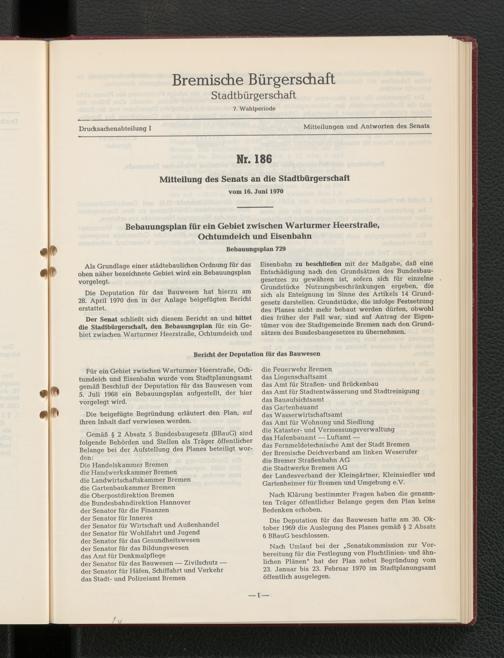 Bremische Bürgerschaft
Stadtbürgerschaft
7. Wahlperiode
Drucksachenabteilung I
Mitteilungen und Antworten des Senats
Nr. 186
Mitteilung des Senats an die Stadtbürgerschaft
vom 16. Juni 1970
Bebauungsplan für ein Gebiet zwischen Warturmer Heerstraße,
Ochtumdeich und Eisenbahn
Bebauungsplan 729
Als Grundlage einer städtebaulichen Ordnung für das
oben näher bezeichnete Gebiet wird ein Bebauungsplan
vorgelegt.
Die Deputation für das Bauwesen hat hierzu am
28. April 1970 den in der Anlage beigefügten Bericht
erstattet.
Der Senat schließt sich diesem Bericht an und bittet
die Stadtbürgerschaft, den Bebauungsplan für ein Ge-
biet zwischen Warturmer Heerstraße, Ochtumdeich und
Eisenbahn zu beschließen mit der Maßgabe, daß eine
Entschädigung nach den Grundsätzen des Bundesbau-
gesetzes zu gewähren ist, sofern sich für einzelne
Grundstücke Nutzungsbeschränkungen ergeben, die
sich als Enteignung im Sinne des Artikels 14 Grund-
gesetz darstellen. Grundstücke, die infolge Festsetzung
des Planes nicht mehr bebaut werden dürfen, obwohl
dies früher der Fall war, sind auf Antrag der Eigen-
tümer von der Stadtgemeinde Bremen nach den Grund-
sätzen des Bundesbaugesetzes zu übernehmen.
Bericht der Deputation für das Bauwesen
Für ein Gebiet zwischen Warturmer Heerstraße, Och-
tumdeich und Eisenbahn wurde vom Stadtplanungsamt
gemäß Beschluß der Deputation für das Bauwesen vom
5. Juli 1968 ein Bebauungsplan aufgestellt, der hier
vorgelegt wird.
Die beigefügte Begründung erläutert den Plan, auf
ihren Inhalt darf verwiesen werden.
Gemäß § 2 Absatz 5 Bundesbaugesetz (BBauG) sind
folgende Behörden und Stellen als Träger öffentlicher
Belange bei der Aufstellung des Planes beteiligt wor-
den:
Die Handelskammer Bremen
die Handwerkskammer Bremen
die Landwirtschaftskammer Bremen
die Gartenbaukammer Bremen
die Oberpostdirektion Bremen
die Bundesbahndirektion Hannover
der Senator für die Finanzen
der Senator für Inneres
der Senator für Wirtschaft und Außenhandel
der Senator für Wohlfahrt und Jugend
der Senator für das Gesundheitswesen
der Senator für das Bildungswesen
das Amt für Denkmalpflege
der Senator für das Bauwesen — Zivilschutz —
der Senator für Häfen, Schiffahrt und Verkehr
das Stadt- und Polizeiamt Bremen
die Feuerwehr Bremen
das Liegenschaftsamt
das Amt für Straßen- und Brückenbau
das Amt für Stadtentwässerung und Stadtreinigung
das Bauaufsichtsamt
das Gartenbauamt
das Wasserwirtschaftsamt
das Amt für Wohnung und Siedlung
die Kataster- und Vermessungsverwaltung
das Hafenbauamt — Luftamt —
das Fernmeldetechnische Amt der Stadt Bremen
der Bremische Deichverband am linken Weserufer
die Bremer Straßenbahn AG
die Stadtwerke Bremen AG
der Landesverband der Kleingärtner, Kleinsiedler und
Gartenheimer für Bremen und Umgebung e.V.
Nach Klärung bestimmter Fragen haben die genann-
ten Träger öffentlicher Belange gegen den Plan keine
Bedenken erhoben.
Die Deputation für das Bauwesen hatte am 30. Ok-
tober 1969 die Auslegung des Planes gemäß § 2 Absatz
6 BBauG beschlossen.
Nach Umlauf bei der „Senatskommission zur Vor-
bereitung für die Festlegung von Fluchtlinien- und ähn-
lichen Plänen" hat der Plan nebst Begründung vom
23. Januar bis 23. Februar 1970 im Stadtplanungsamt
öffentlich ausgelegen.
— 1 —